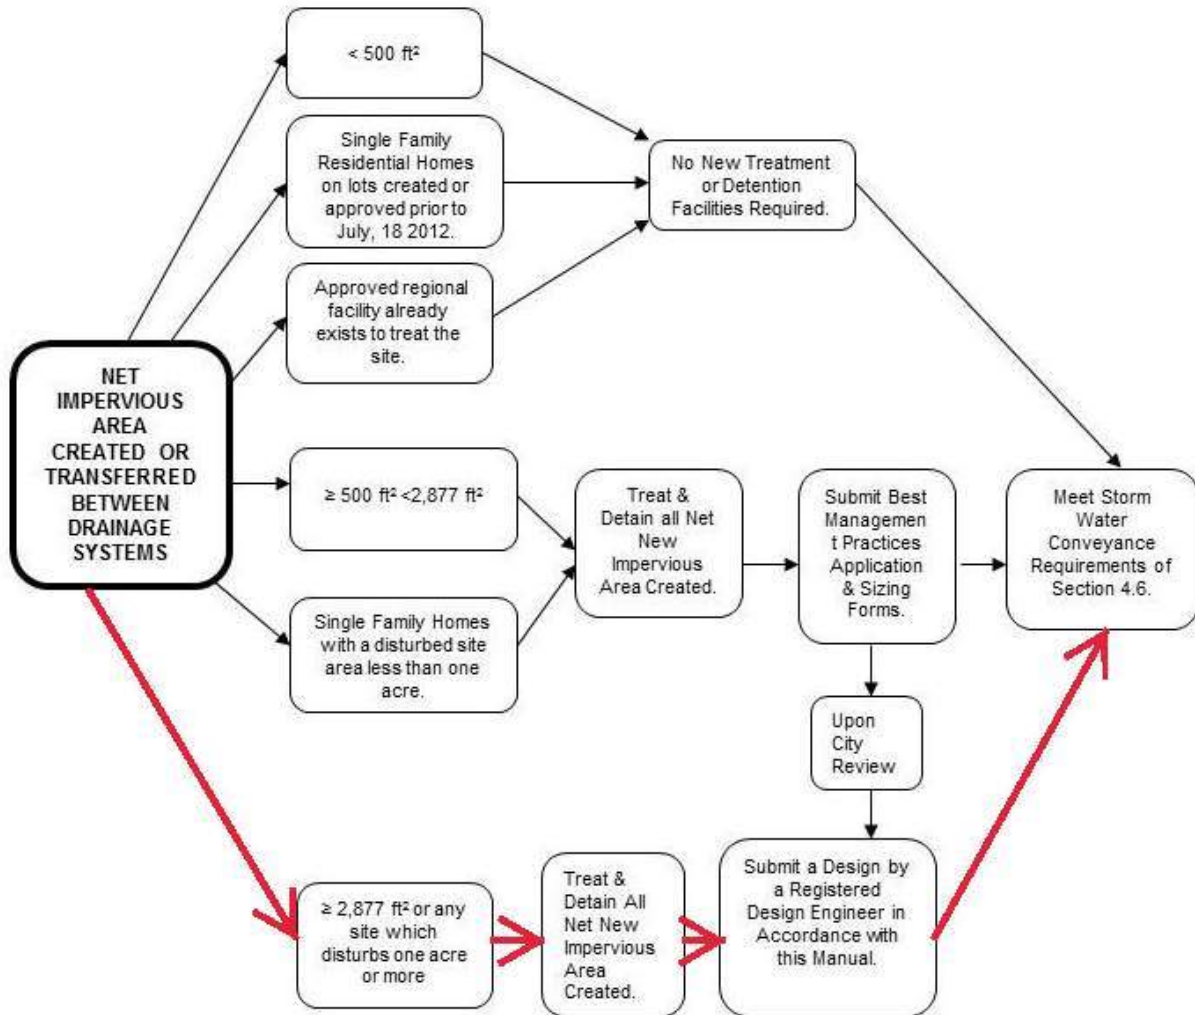 < 500 ft²
Single Family
Residential Homes
on lots created or
approved prior to
July, 18 2012.
No New Treatment
or Detention
Facilities Required.
Approved regional
facility already
exists to treat the
site.
NET
IMPERVIOUS
AREA
CREATED OR
TRANSFERRED
BETWEEN
DRAINAGE
SYSTEMS
≥ 500 ft² <2,877 ft²
Treat &
Detain all Net
New
Impervious
Area Created.
Submit Best
Managemen
t Practices
Application
& Sizing
Forms.
Meet Storm
Water
Conveyance
Requirements of
Section 4.6.
Single Family Homes
with a disturbed site
area less than one
acre.
Upon
City
Review
≥ 2,877 ft² or any
site which
disturbs one acre
or more
Treat &
Detain All
Net New
Impervious
Area
Created.
Submit a Design by
a Registered
Design Engineer in
Accordance with
this Manual.